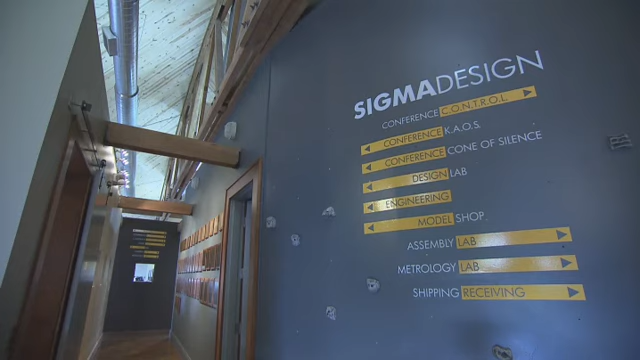 SIGMADESIGN
CONFERENCE C.O.N.T.R.O.L.
CONFERENCE K.A.O.S.
CONFERENCE CONE OF SILENCE
DESIGN LAB
ENGINEERING
MODEL SHOP
ASSEMBLY LAB
METROLOGY LAB
SHIPPING RECEIVING